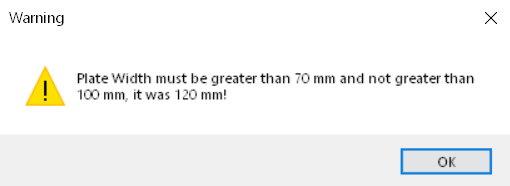 Warning
Plate Width must be greater than 70 mm and not greater than
100 mm, it was 120 mm!
OK